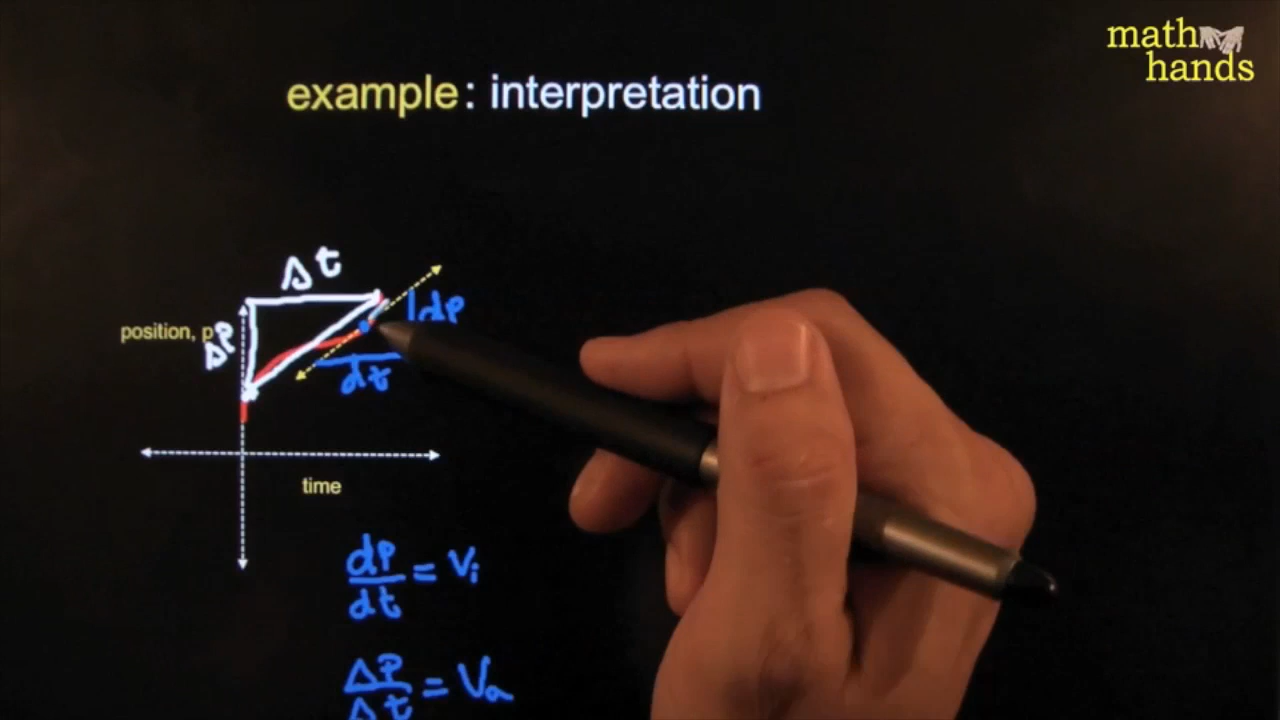 math
hands
example: interpretation
Δt
position, p
ΔP
dp
dt
time
dp/dt = Vi
ΔP/Δt = Va